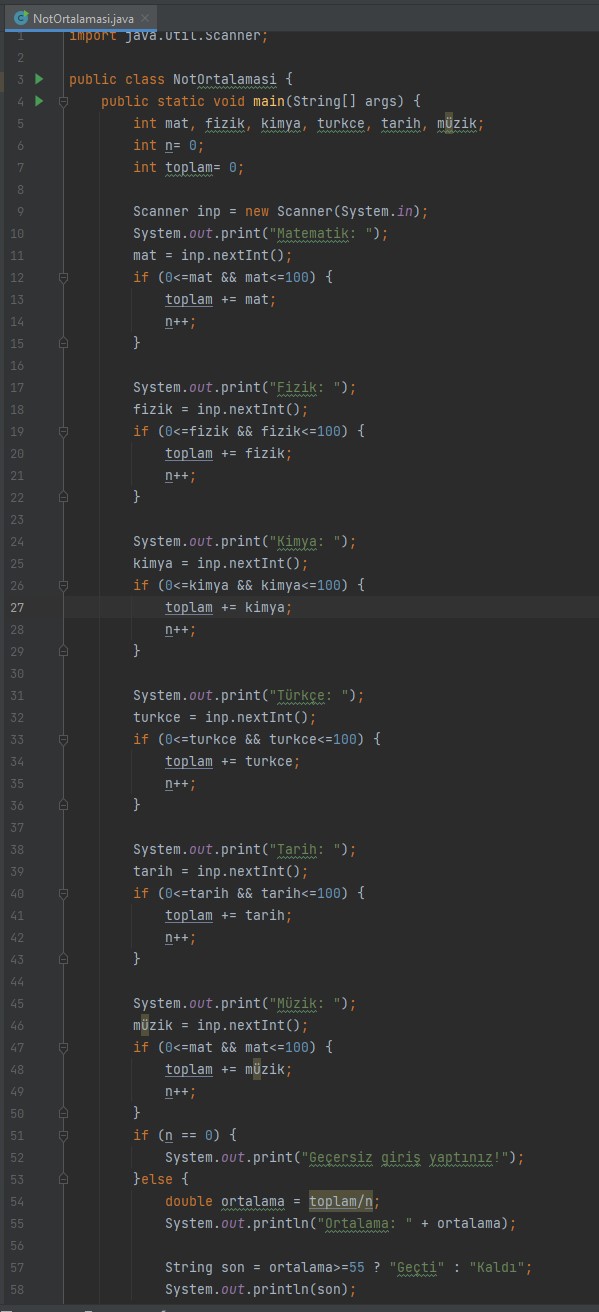 NotOrtalamasi.java
1 import java.util.Scanner;
2
3 public class NotOrtalamasi {
4 public static void main(String[] args) {
5 int mat, fizik, kimya, turkce, tarih, müzik;
6 int n= 0;
7 int toplam= 0;
8
9 Scanner inp = new Scanner(System.in);
10 System.out.print("Matematik: ");
11 mat = inp.nextInt();
12 if (0<=mat && mat<=100) {
13 toplam += mat;
14 n++;
15 }
16
17 System.out.print("Fizik: ");
18 fizik = inp.nextInt();
19 if (0<=fizik && fizik<=100) {
20 toplam += fizik;
21 n++;
22 }
23
24 System.out.print("Kimya: ");
25 kimya = inp.nextInt();
26 if (0<=kimya && kimya<=100) {
27 toplam += kimya;
28 n++;
29 }
30
31 System.out.print("Türkçe: ");
32 turkce = inp.nextInt();
33 if (0<=turkce && turkce<=100) {
34 toplam += turkce;
35 n++;
36 }
37
38 System.out.print("Tarih: ");
39 tarih = inp.nextInt();
40 if (0<=tarih && tarih<=100) {
41 toplam += tarih;
42 n++;
43 }
44
45 System.out.print("Müzik: ");
46 müzik = inp.nextInt();
47 if (0<=mat && mat<=100) {
48 toplam += müzik;
49 n++;
50 }
51 if (n == 0) {
52 System.out.print("Geçersiz giriş yaptınız!");
53 }else {
54 double ortalama = toplam/n;
55 System.out.println("Ortalama: " + ortalama);
56
57 String son = ortalama>=55 ? "Geçti" : "Kaldı";
58 System.out.println(son);